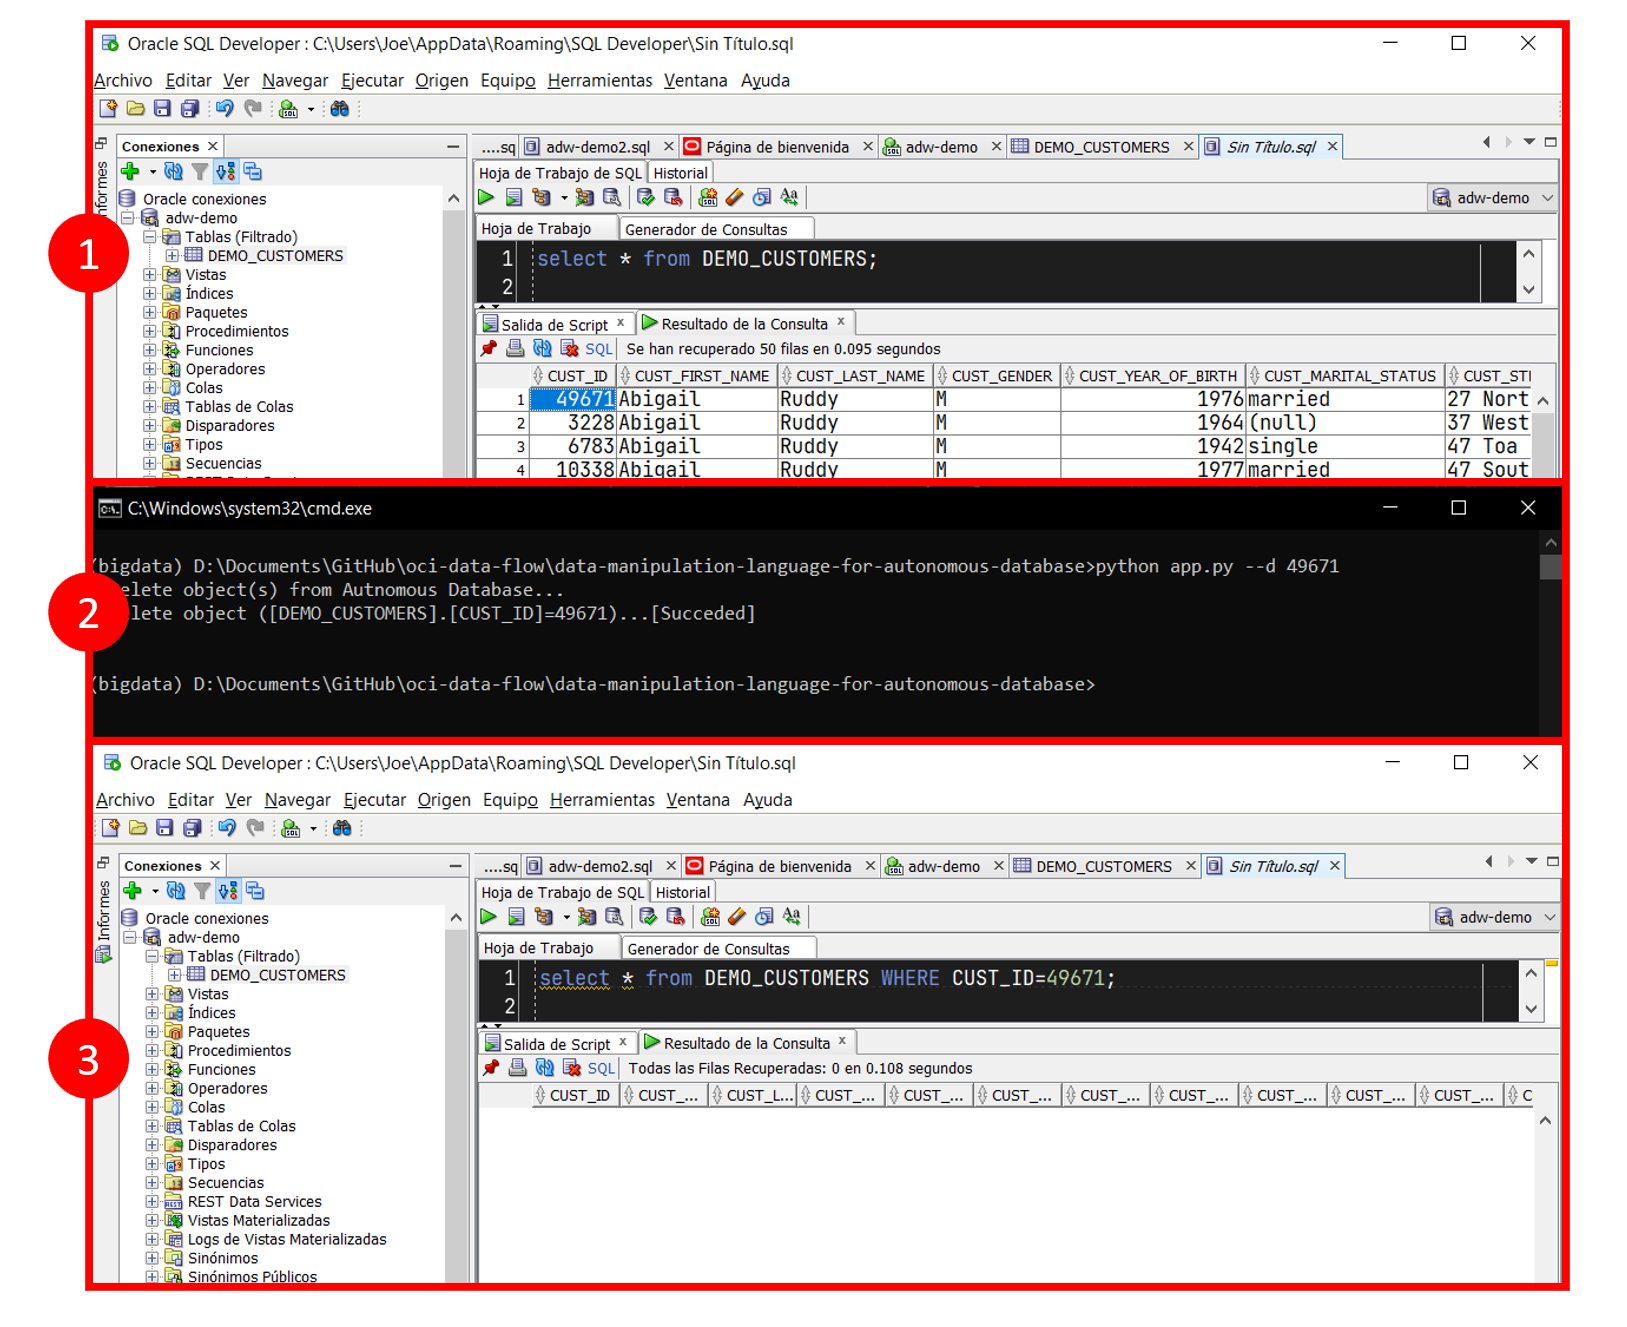 Oracle SQL Developer : C:\Users\Joe\AppData\Roaming\SQL Developer\Sin Título.sql
Archivo Editar Ver Navegar Ejecutar Origen Equipo Herramientas Ventana Ayuda
Conexiones
....sq adw-demo2.sql Página de bienvenida adw-demo DEMO_CUSTOMERS Sin Título.sql
Hoja de Trabajo de SQL Historial
Oracle conexiones
adw-demo
adw-demo
Tablas (Filtrado)
Hoja de Trabajo Generador de Consultas
1
DEMO_CUSTOMERS
1 select * from DEMO_CUSTOMERS;
2
Vistas
Índices
Paquetes
Procedimientos
Funciones
Operadores
Colas
Tablas de Colas
Disparadores
Tipos
Secuencias
Salida de Script Resultado de la Consulta
SQL Se han recuperado 50 filas en 0.095 segundos
CUST_ID CUST_FIRST_NAME CUST_LAST_NAME CUST_GENDER CUST_YEAR_OF_BIRTH CUST_MARITAL_STATUS CUST_STI
1 49671 Abigail Ruddy M 1976 married 27 Nort
2 3228 Abigail Ruddy M 1964 (null) 37 West
3 6783 Abigail Ruddy M 1942 single 47 Toa
4 10338 Abigail Ruddy M 1977 married 47 Sout
C:\Windows\system32\cmd.exe
(bigdata) D:\Documents\GitHub\oci-data-flow\data-manipulation-language-for-autonomous-database>python app.py --d 49671
elete object(s) from Autnomous Database...
2
lete object ([DEMO_CUSTOMERS].[CUST_ID]=49671)...[Succeded]
(bigdata) D:\Documents\GitHub\oci-data-flow\data-manipulation-language-for-autonomous-database>
Oracle SQL Developer : C:\Users\Joe\AppData\Roaming\SQL Developer\Sin Título.sql
Archivo Editar Ver Navegar Ejecutar Origen Equipo Herramientas Ventana Ayuda
Informes
Conexiones
....sq adw-demo2.sql Página de bienvenida adw-demo DEMO_CUSTOMERS Sin Título.sql
Hoja de Trabajo de SQL Historial
Oracle conexiones
adw-demo
adw-demo
Tablas (Filtrado)
Hoja de Trabajo Generador de Consultas
DEMO_CUSTOMERS
1 select * from DEMO_CUSTOMERS WHERE CUST_ID=49671;
2
Vistas
Índices
Paquetes
Procedimientos
3
Funciones
Operadores
Colas
Tablas de Colas
Disparadores
Tipos
Secuencias
REST Data Services
Vistas Materializadas
Logs de Vistas Materializadas
Sinónimos
Sinónimos Públicos
Salida de Script Resultado de la Consulta
SQL Todas las Filas Recuperadas: 0 en 0.108 segundos
CUST_ID CUST_... CUST_L... CUST_... CUST_... CUST_... CUST_... CUST_... CUST_... CUST_... CUST_... C